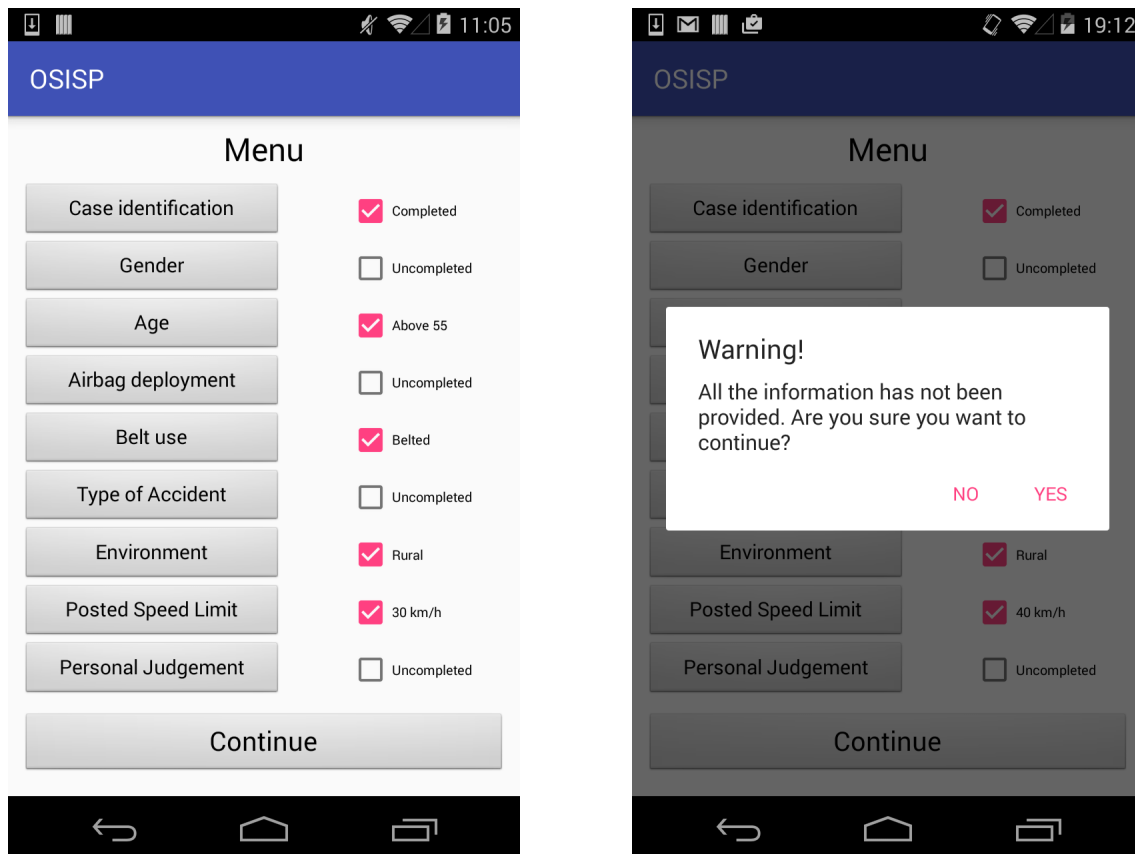 11:05
OSISP
Menu
Case identification Completed
Gender Uncompleted
Age Above 55
Airbag deployment Uncompleted
Belt use Belted
Type of Accident Uncompleted
Environment Rural
Posted Speed Limit 30 km/h
Personal Judgement Uncompleted
Continue
19:12
OSISP
Menu
Case identification Completed
Gender Uncompleted
Warning!
All the information has not been
provided. Are you sure you want to
continue?
NO YES
Environment Rural
Posted Speed Limit 40 km/h
Personal Judgement Uncompleted
Continue